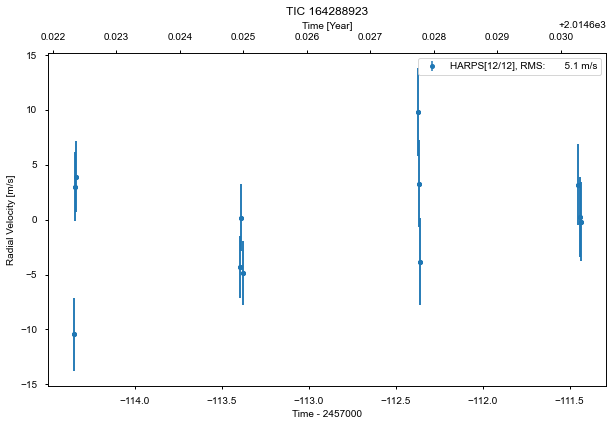 TIC 164288923
Time [Year]
+2.0146e3
0.022 0.023 0.024 0.025 0.026 0.027 0.028 0.029 0.030
HARPS[12/12], RMS: 5.1 m/s
15
10
5
0
−5
−10
−15
Radial Velocity [m/s]
−114.0 −113.5 −113.0 −112.5 −112.0 −111.5
Time - 2457000